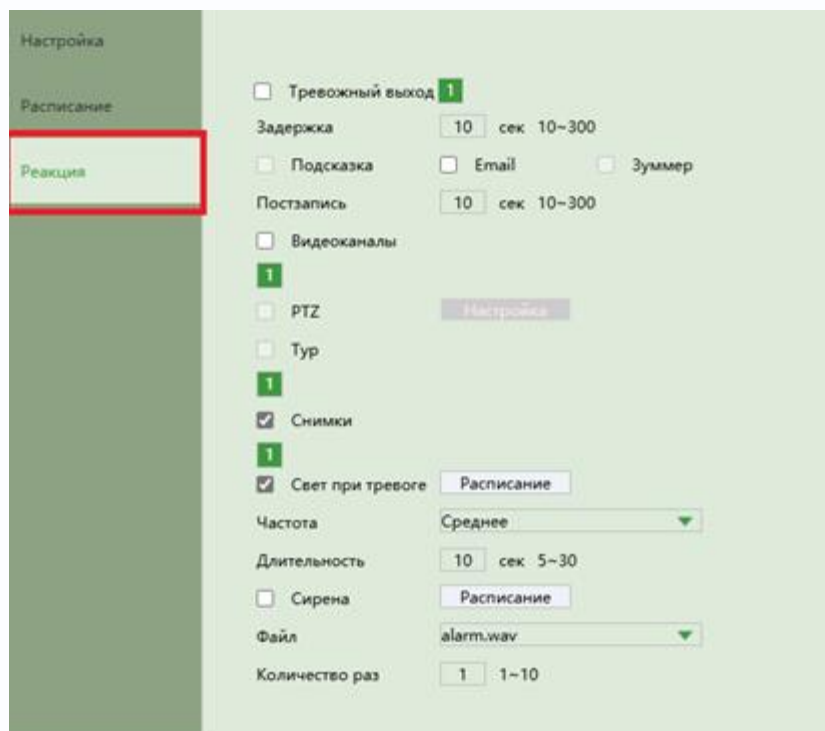 Настройка
Расписание
Реакция
Тревожный выход 1
Задержка 10 сек 10~300
Подсказка Email Зуммер
Постзапись 10 сек 10~300
Видеоканалы
1
PTZ Настройка
Тур
1
Снимки
1
Свет при тревоге Расписание
Частота Среднее
Длительность 10 сек 5~30
Сирена Расписание
Файл alarm.wav
Количество раз 1 1~10